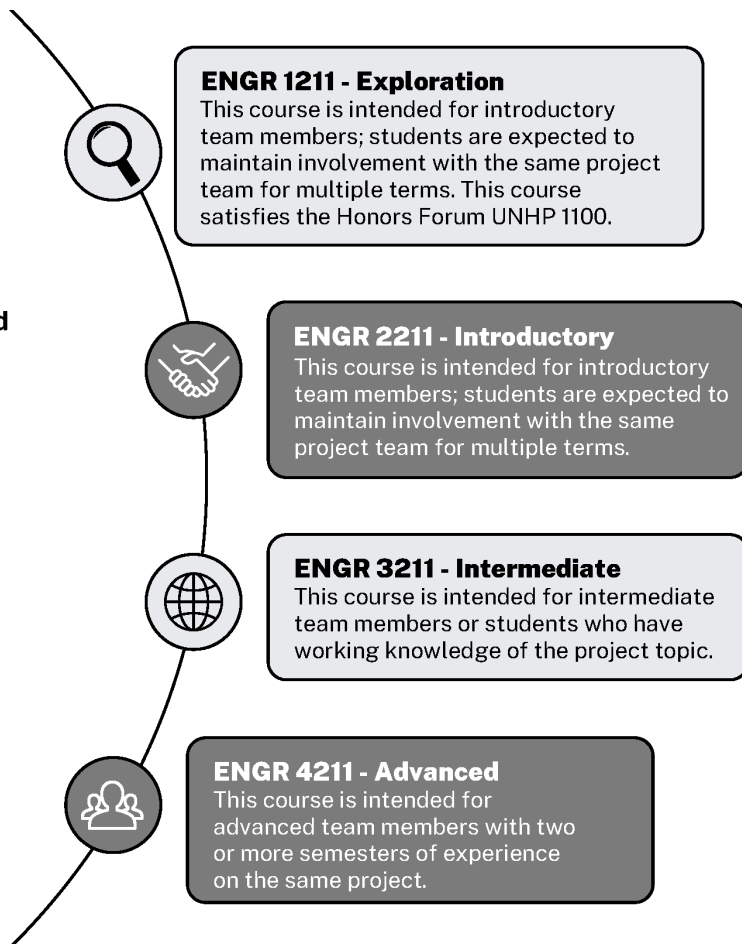 ENGR 1211 - Exploration
This course is intended for introductory
team members; students are expected to
maintain involvement with the same project
team for multiple terms. This course
satisfies the Honors Forum UNHP 1100.
d
ENGR 2211 - Introductory
This course is intended for introductory
team members; students are expected to
maintain involvement with the same
project team for multiple terms.
ENGR 3211 - Intermediate
This course is intended for intermediate
team members or students who have
working knowledge of the project topic.
ENGR 4211 - Advanced
This course is intended for
advanced team members with two
or more semesters of experience
on the same project.